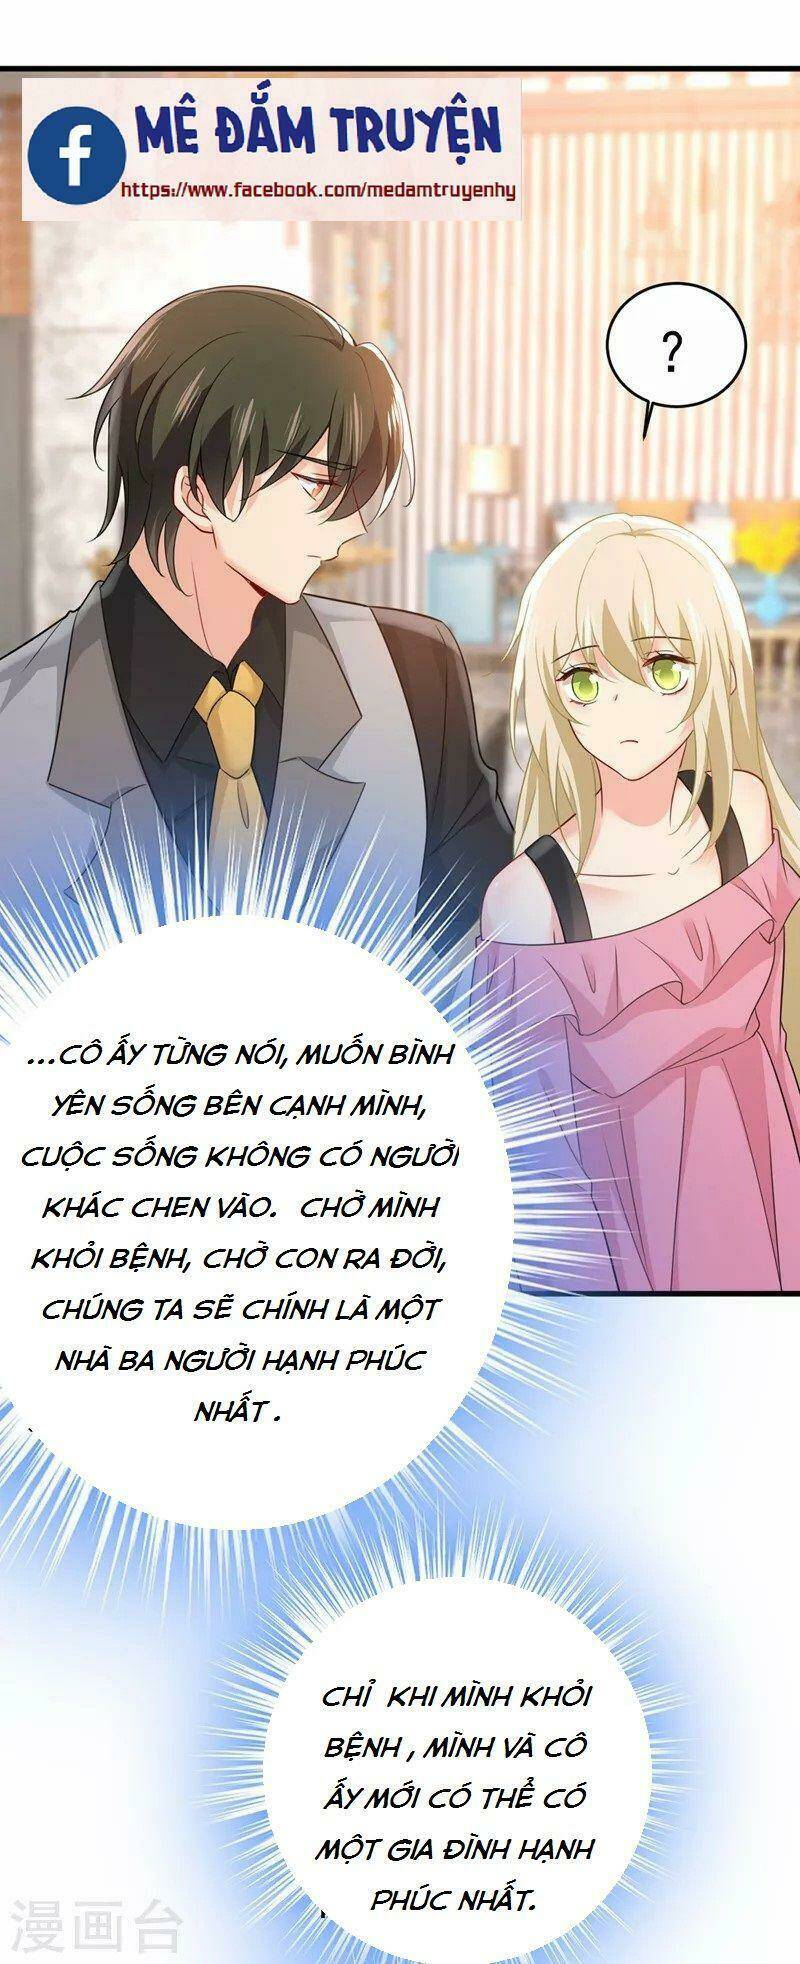 MÊ ĐẮM TRUYỆN
https://www.facebook.com/medamtruyenhy
?
...CÔ ẤY TỪNG NÓI, MUỐN BÌNH
YÊN SỐNG BÊN CẠNH MÌNH,
CUỘC SỐNG KHÔNG CÓ NGƯỜI
KHÁC CHEN VÀO. CHỜ MÌNH
KHỎI BỆNH, CHỜ CON RA ĐỜI,
CHÚNG TA SẼ CHÍNH LÀ MỘT
NHÀ BA NGƯỜI HẠNH PHÚC
NHẤT .
CHỈ KHI MÌNH KHỎI
BỆNH , MÌNH VÀ CÔ
ẤY MỚI CÓ THỂ CÓ
MỘT GIA ĐÌNH HẠNH
PHÚC NHẤT.
漫画台